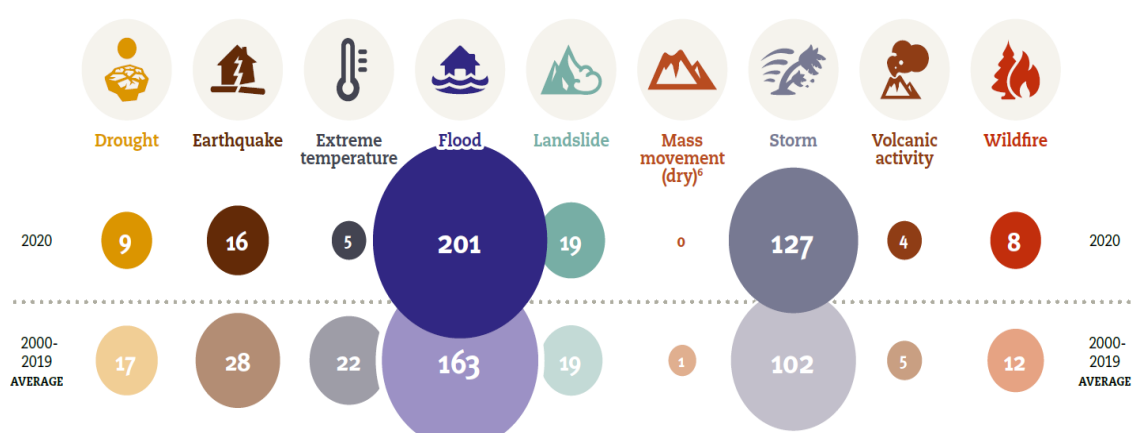 Drought
Earthquake
Extreme
temperature
Flood
Landslide
Mass
movement
(dry)⁶
Storm
Volcanic
activity
Wildfire
2020
9
16
5
201
19
0
127
4
8
2020
2000-
2019
AVERAGE
17
28
22
163
19
1
102
5
12
2000-
2019
AVERAGE